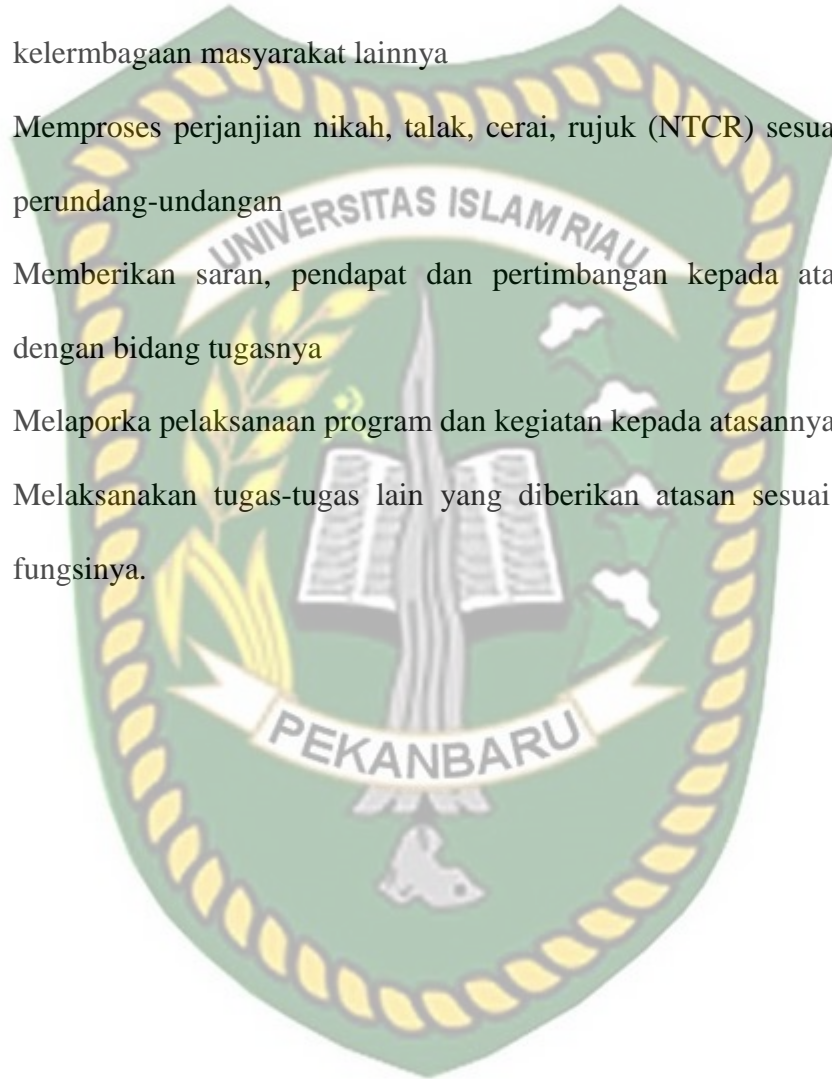 kelermbagaan masyarakat lainnya
Memproses perjanjian nikah, talak, cerai, rujuk (NTCR) sesua
perundang-undangan
UNIVERSITAS ISLAM RIAU
Memberikan saran, pendapat dan pertimbangan kepada ata
dengan bidang tugasnya
Melaporka pelaksanaan program dan kegiatan kepada atasannya
Melaksanakan tugas-tugas lain yang diberikan atasan sesuai
fungsinya.
PEKANBARU